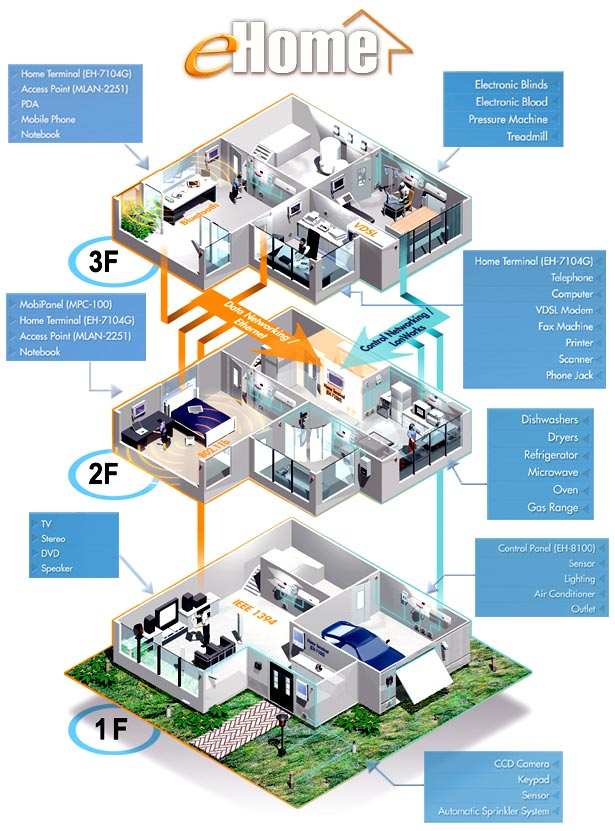 eHome
Home Terminal (EH-7104G)
Access Point (MLAN-2251)
PDA
Mobile Phone
Notebook
Electronic Blinds
Electronic Blood
Pressure Machine
Treadmill
Bluetooth
VDSL
3F
Home Terminal (EH-7104G)
Telephone
Computer
VDSL Modem
Fax Machine
Printer
Scanner
Phone Jack
Data Networking /
Ethernet
Control Networking /
LonWorks
MobiPanel (MPC-100)
Home Terminal (EH-7104G)
Access Point (MLAN-2251)
Notebook
802.11b
2F
Dishwashers
Dryers
Refrigerator
Microwave
Oven
Gas Range
TV
Stereo
DVD
Speaker
Control Panel (EH-8100)
Sensor
Lighting
Air Conditioner
Outlet
IEEE 1394
1F
CCD Camera
Keypad
Sensor
Automatic Sprinkler System